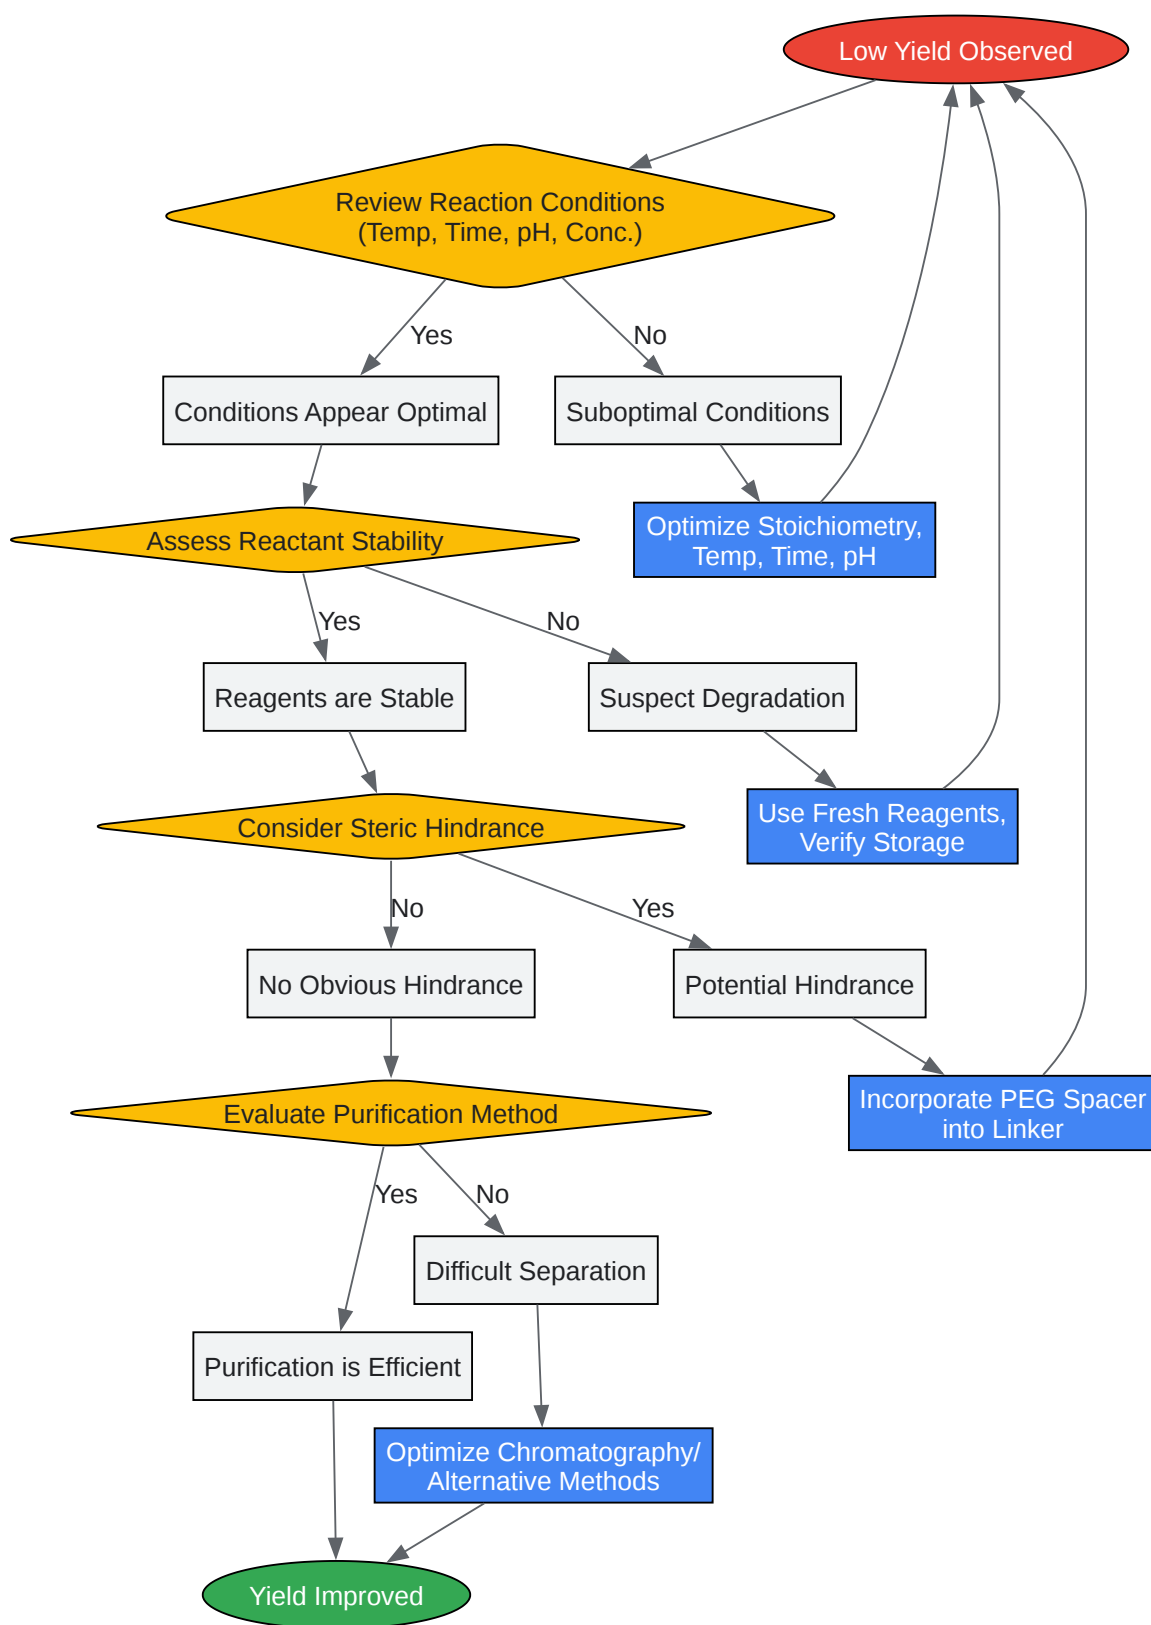 Low Yield Observed
Review Reaction Conditions
(Temp, Time, pH, Conc.)
Yes
No
Conditions Appear Optimal
Suboptimal Conditions
Optimize Stoichiometry,
Temp, Time, pH
Assess Reactant Stability
Yes
No
Reagents are Stable
Suspect Degradation
Use Fresh Reagents,
Verify Storage
Consider Steric Hindrance
No
Yes
No Obvious Hindrance
Potential Hindrance
Incorporate PEG Spacer
into Linker
Evaluate Purification Method
Yes
No
Difficult Separation
Purification is Efficient
Optimize Chromatography/
Alternative Methods
Yield Improved